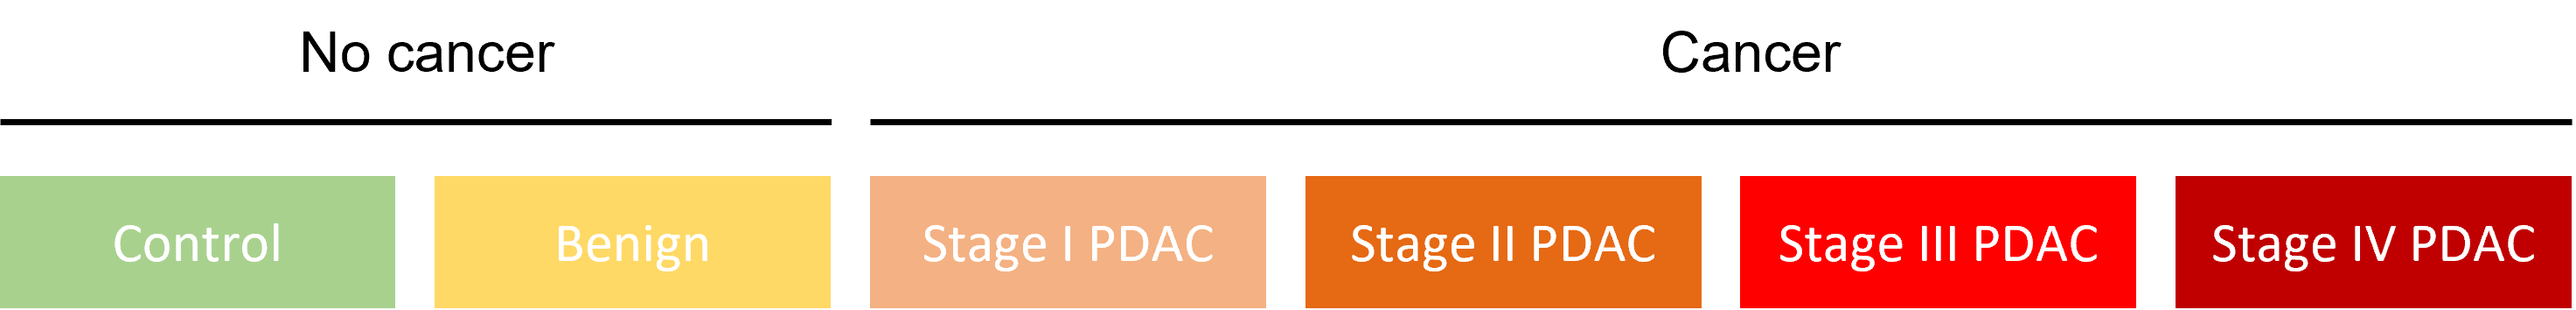 No cancer
Cancer
Control
Benign
Stage I PDAC
Stage II PDAC
Stage III PDAC
Stage IV PDAC